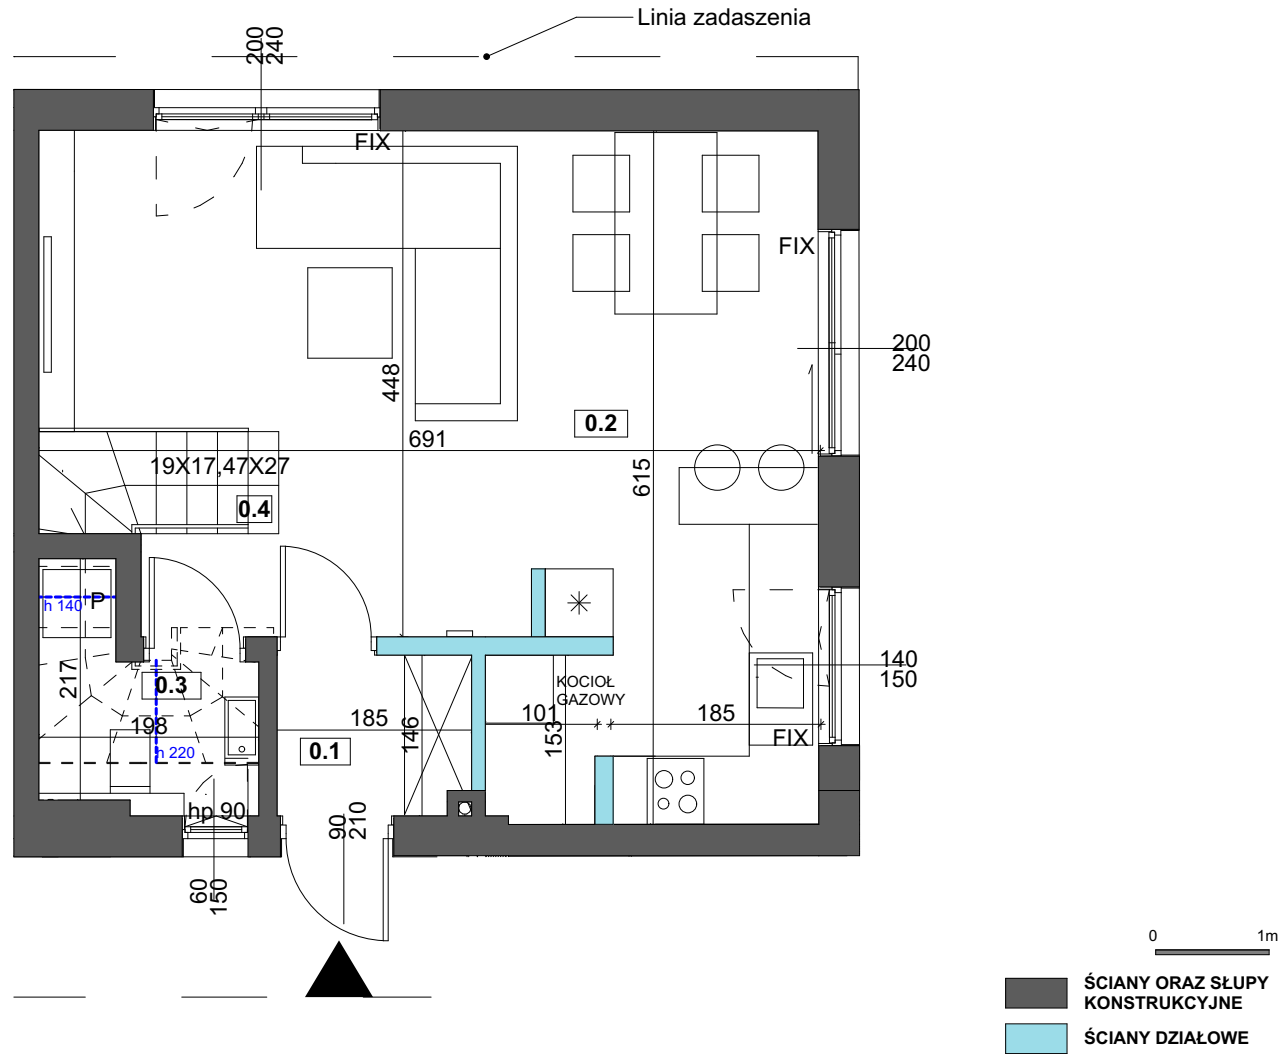 Linia zadaszenia
200
240
FIX
FIX
200
240
448
0.2
691
19X17,47X27
615
0.4
h 140
P
217
0.3
198
h 220
KOCIOŁ
GAZOWY
140
150
185
146
101
153
185
0.1
FIX
hp 90
90
210
60
150
0
1m
ŚCIANY ORAZ SŁUPY
KONSTRUKCYJNE
ŚCIANY DZIAŁOWE